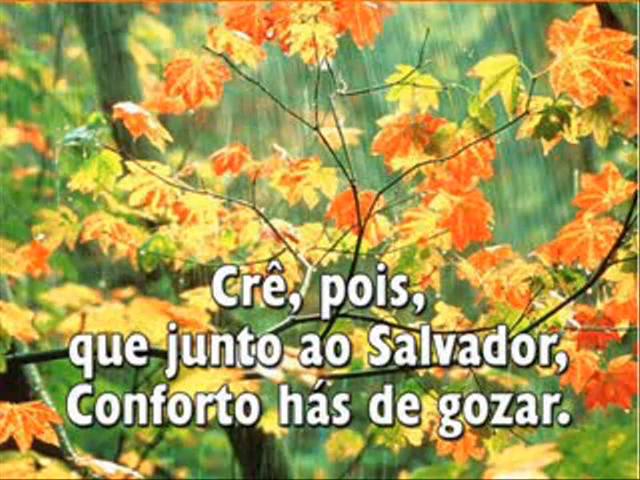 Crê, pois,
que junto ao Salvador,
Conforto hás de gozar.